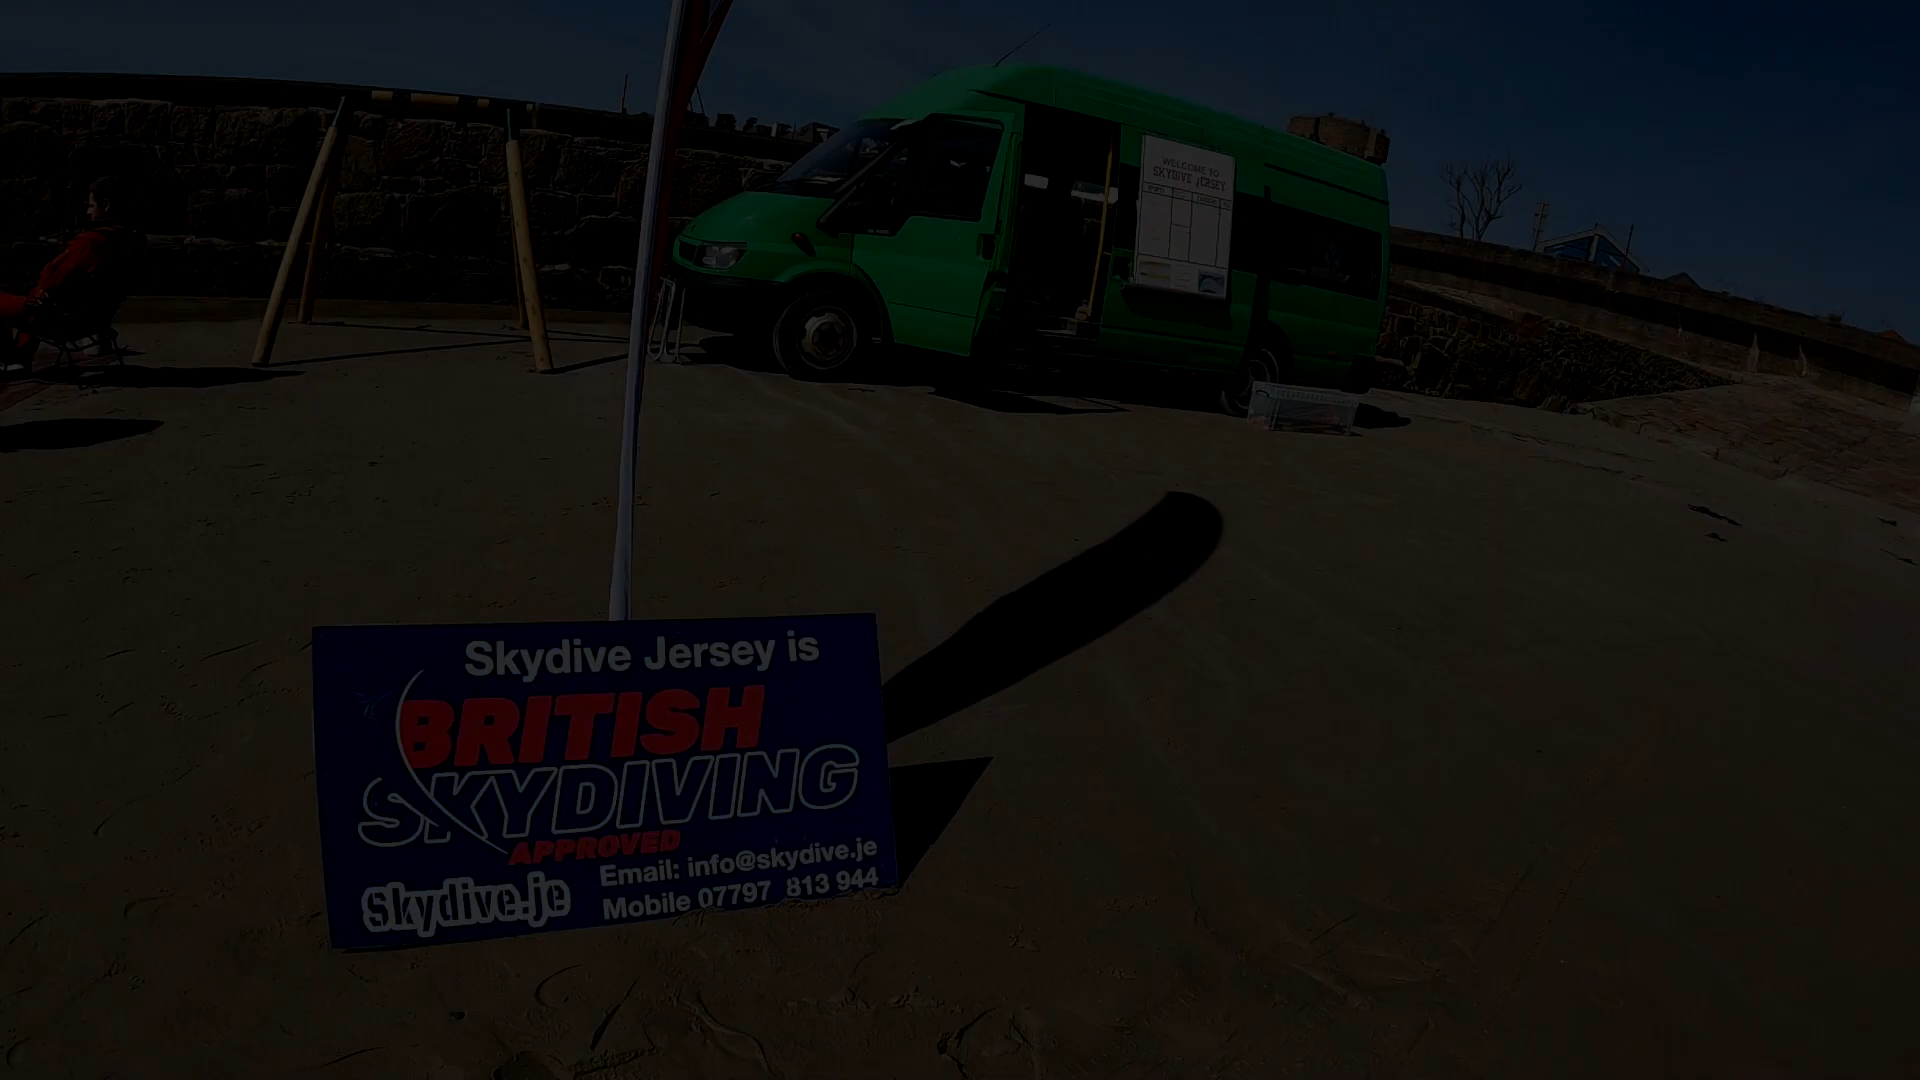 WELCOME TO
SKYDIVE JERSEY
Skydive Jersey is
BRITISH
SKYDIVING
APPROVED
skydive.je
Email: info@skydive.je
Mobile 07797 813 944